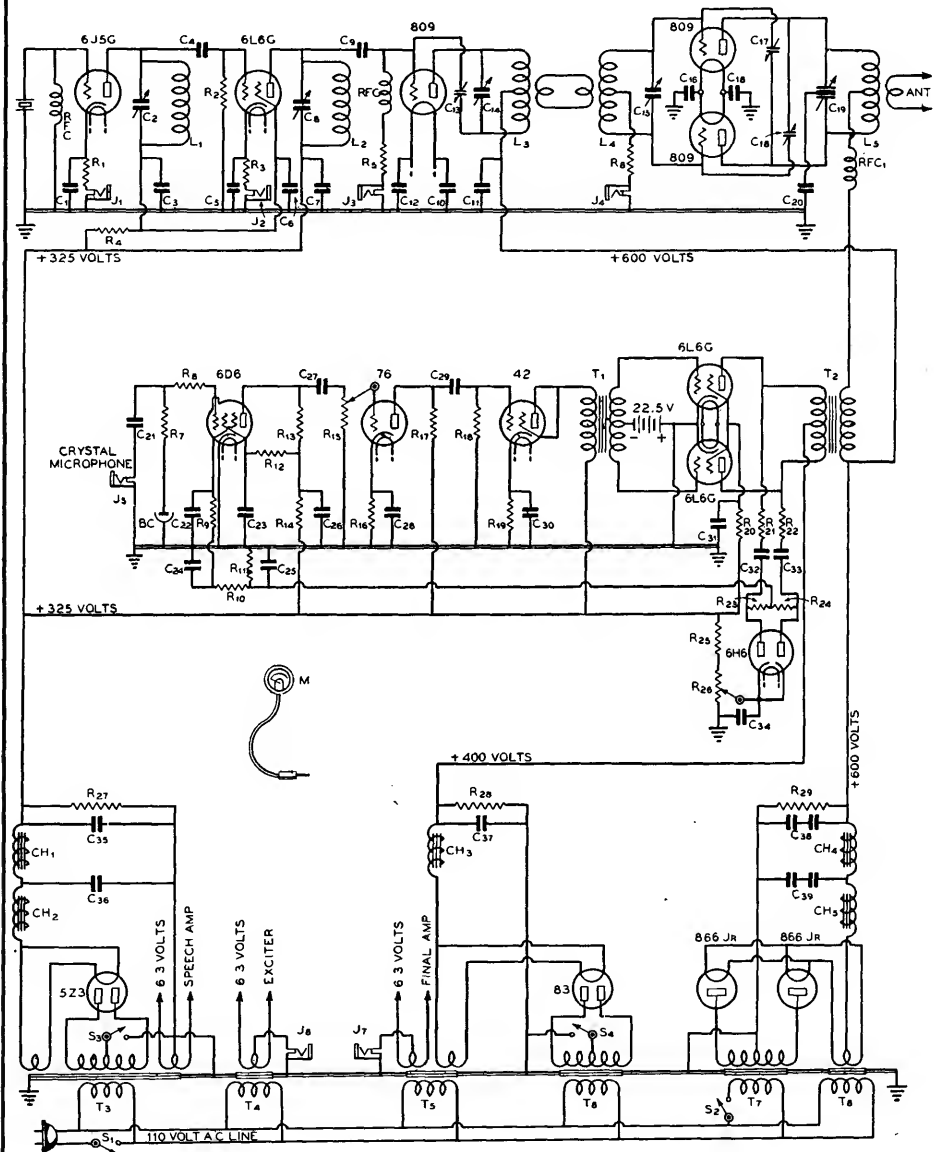 6J5G C4 6L6G C9 809 809
C17
R2 RFC C16 C18 C19 ANT
RFC C2 L1 C8 L2 C13 C14 L3 L4 C15 C18 L5
R1 R3 R5 809 R6 RFC1
C1 J1 C3 C5 J2 C6 C7 J3 C12 C10 C11 J4 C20
R4
+325 VOLTS +600 VOLTS
6L6G
R8 6D6 C27 76 C29 42 T1 T2
22.5 V
- +
C21 R7 R13 R15 R17 R18
CRYSTAL MICROPHONE R12
J5 6L6G
BC C22 R9 C23 R14 C26 R16 C28 R19 C30 C31 R20 R21 R22
C24 R11 C25 C32 C33
R10
+325 VOLTS R23 R24
R25 6H6
M R26
C34
+400 VOLTS +600 VOLTS
R27 R28 R29
C35 C37 C38
CH1 CH3 CH4
C36 C39
CH2 CH5
6 3 VOLTS SPEECH AMP 6 3 VOLTS EXCITER 6 3 VOLTS FINAL AMP
866 JR 866 JR
5Z3 83
S3 J8 J7 S4
T3 T4 T5 T6 S2 T7 T8
S1 110 VOLT A C LINE